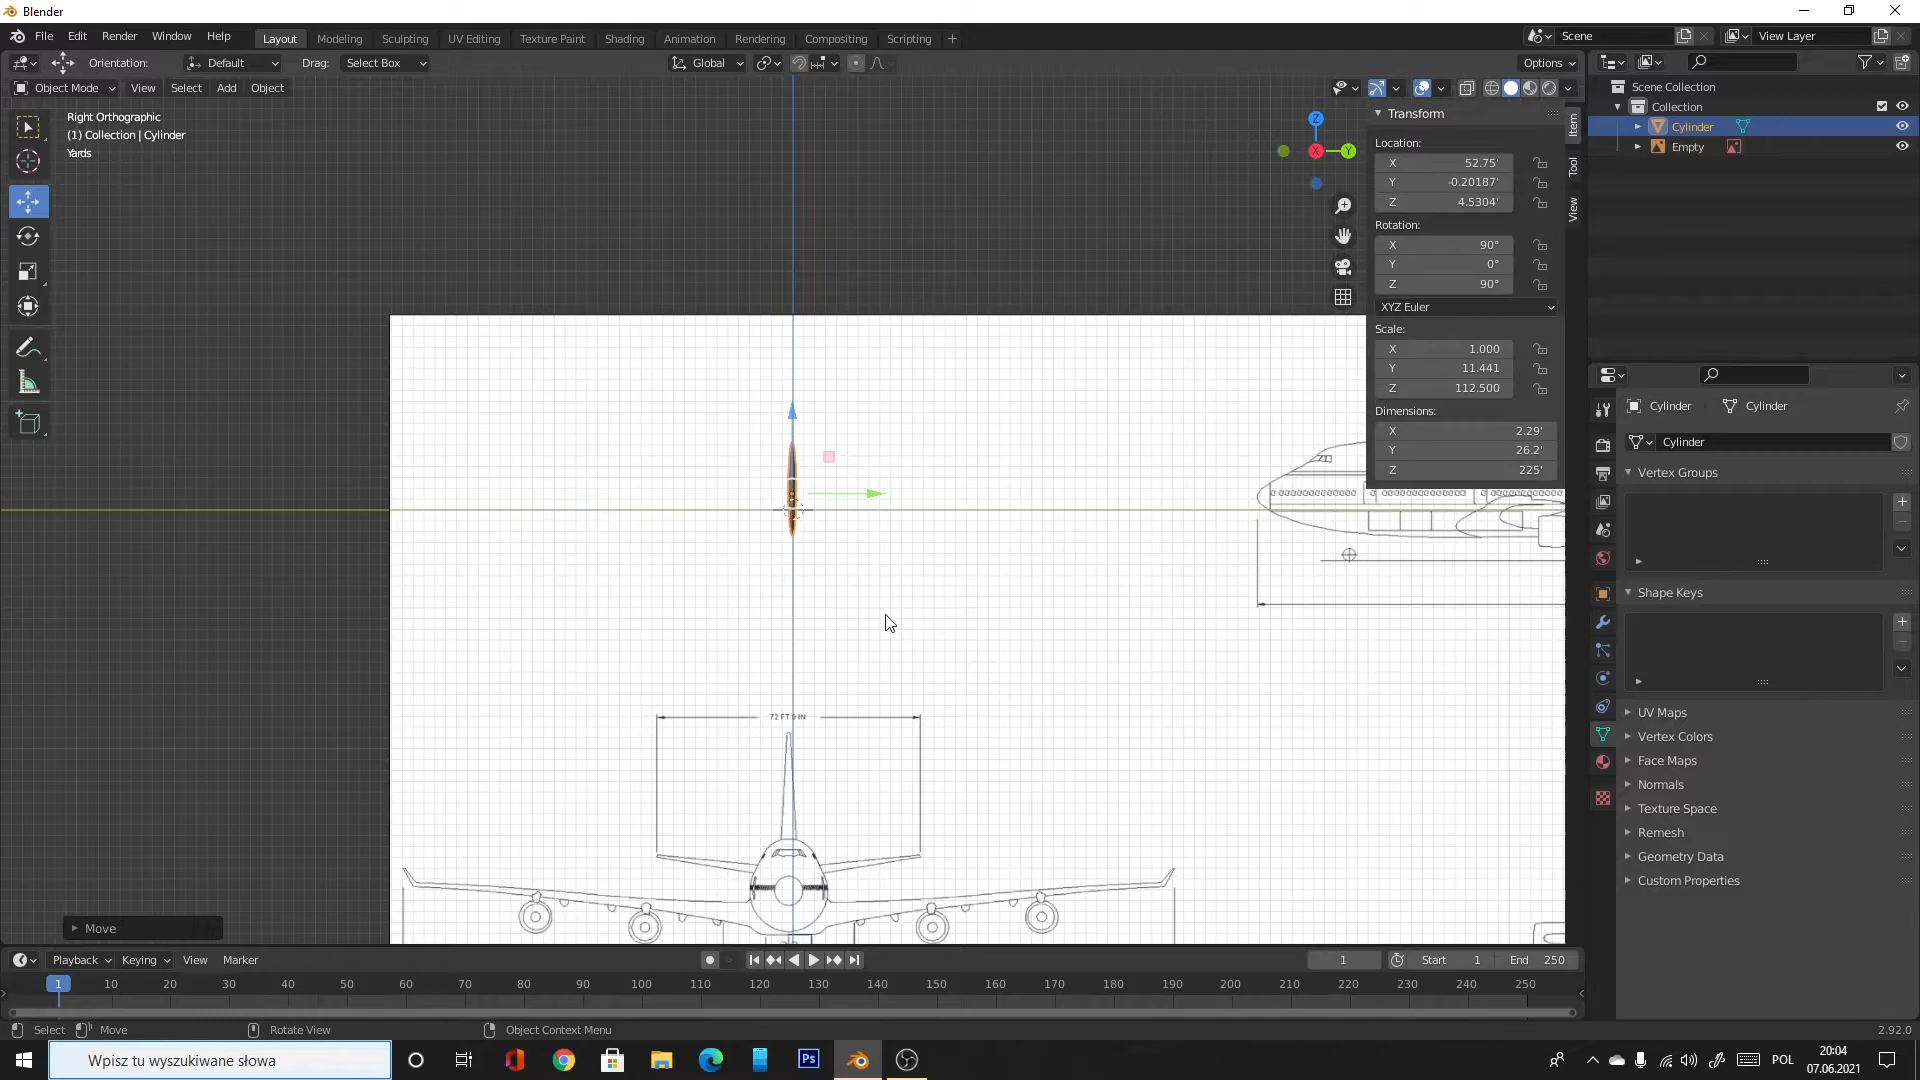 Blender
File Edit Render Window Help
Layout Modeling Sculpting UV Editing Texture Paint Shading Animation Rendering Compositing Scripting +
Scene
View Layer
Orientation: Default Drag: Select Box Global Options
Object Mode View Select Add Object
Right Orthographic
(1) Collection | Cylinder
Yards
Z
X
Y
Transform
Location:
X 52.75'
Y -0.20187'
Z 4.5304'
Rotation:
X 90°
Y 0°
Z 90°
XYZ Euler
Scale:
X 1.000
Y 11.441
Z 112.500
Dimensions:
X 2.29'
Y 26.2'
Z 225'
Item
Tool
View
Scene Collection
Collection
Cylinder
Empty
Cylinder Cylinder
Cylinder
Vertex Groups
Shape Keys
UV Maps
Vertex Colors
Face Maps
Normals
Texture Space
Remesh
Geometry Data
Custom Properties
Move
Playback Keying View Marker
1 Start 1 End 250
1 10 20 30 40 50 60 70 80 90 100 110 120 130 140 150 160 170 180 190 200 210 220 230 240 250
Select Move Rotate View Object Context Menu 2.92.0
Wpisz tu wyszukiwane słowa
Ps
POL
20:04
07.06.2021